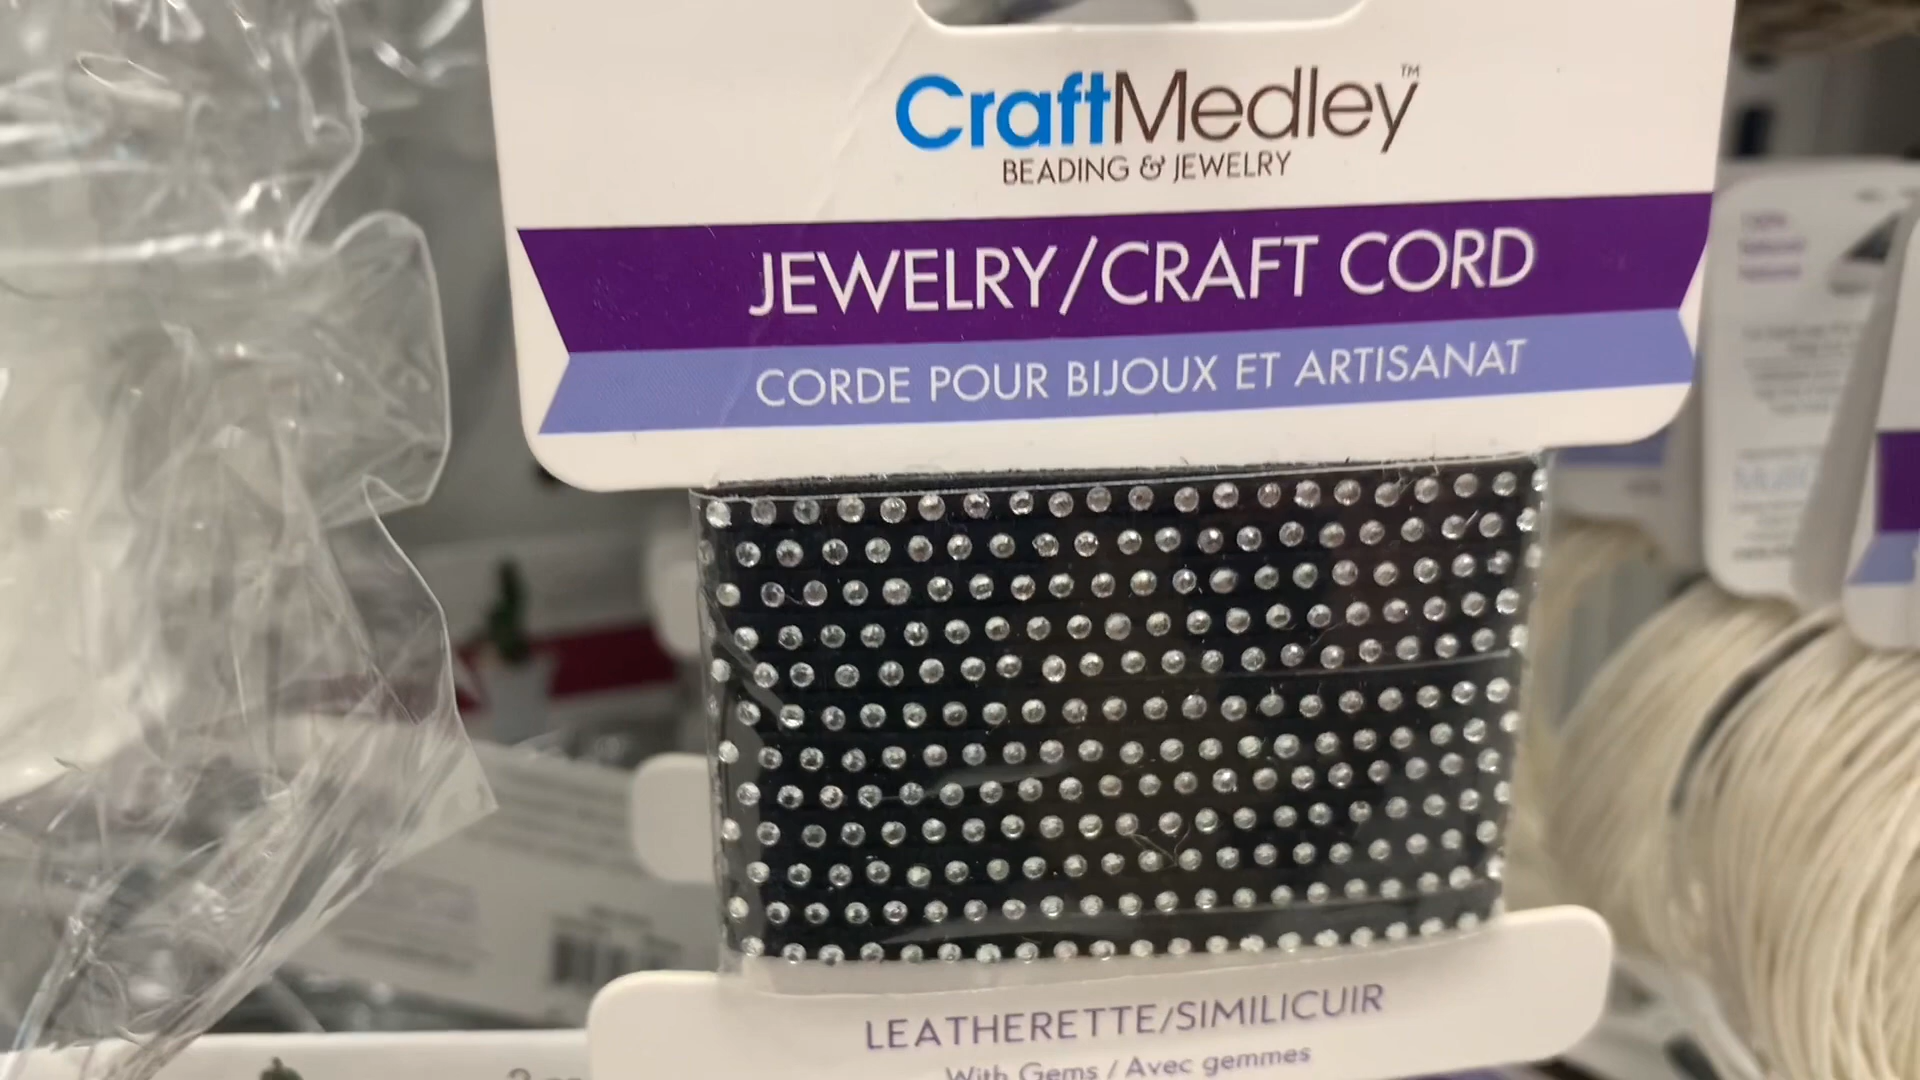 CraftMedley™
BEADING & JEWELRY
JEWELRY/CRAFT CORD
CORDE POUR BIJOUX ET ARTISANAT
LEATHERETTE/SIMILICUIR
With Gems / Avec gemmes